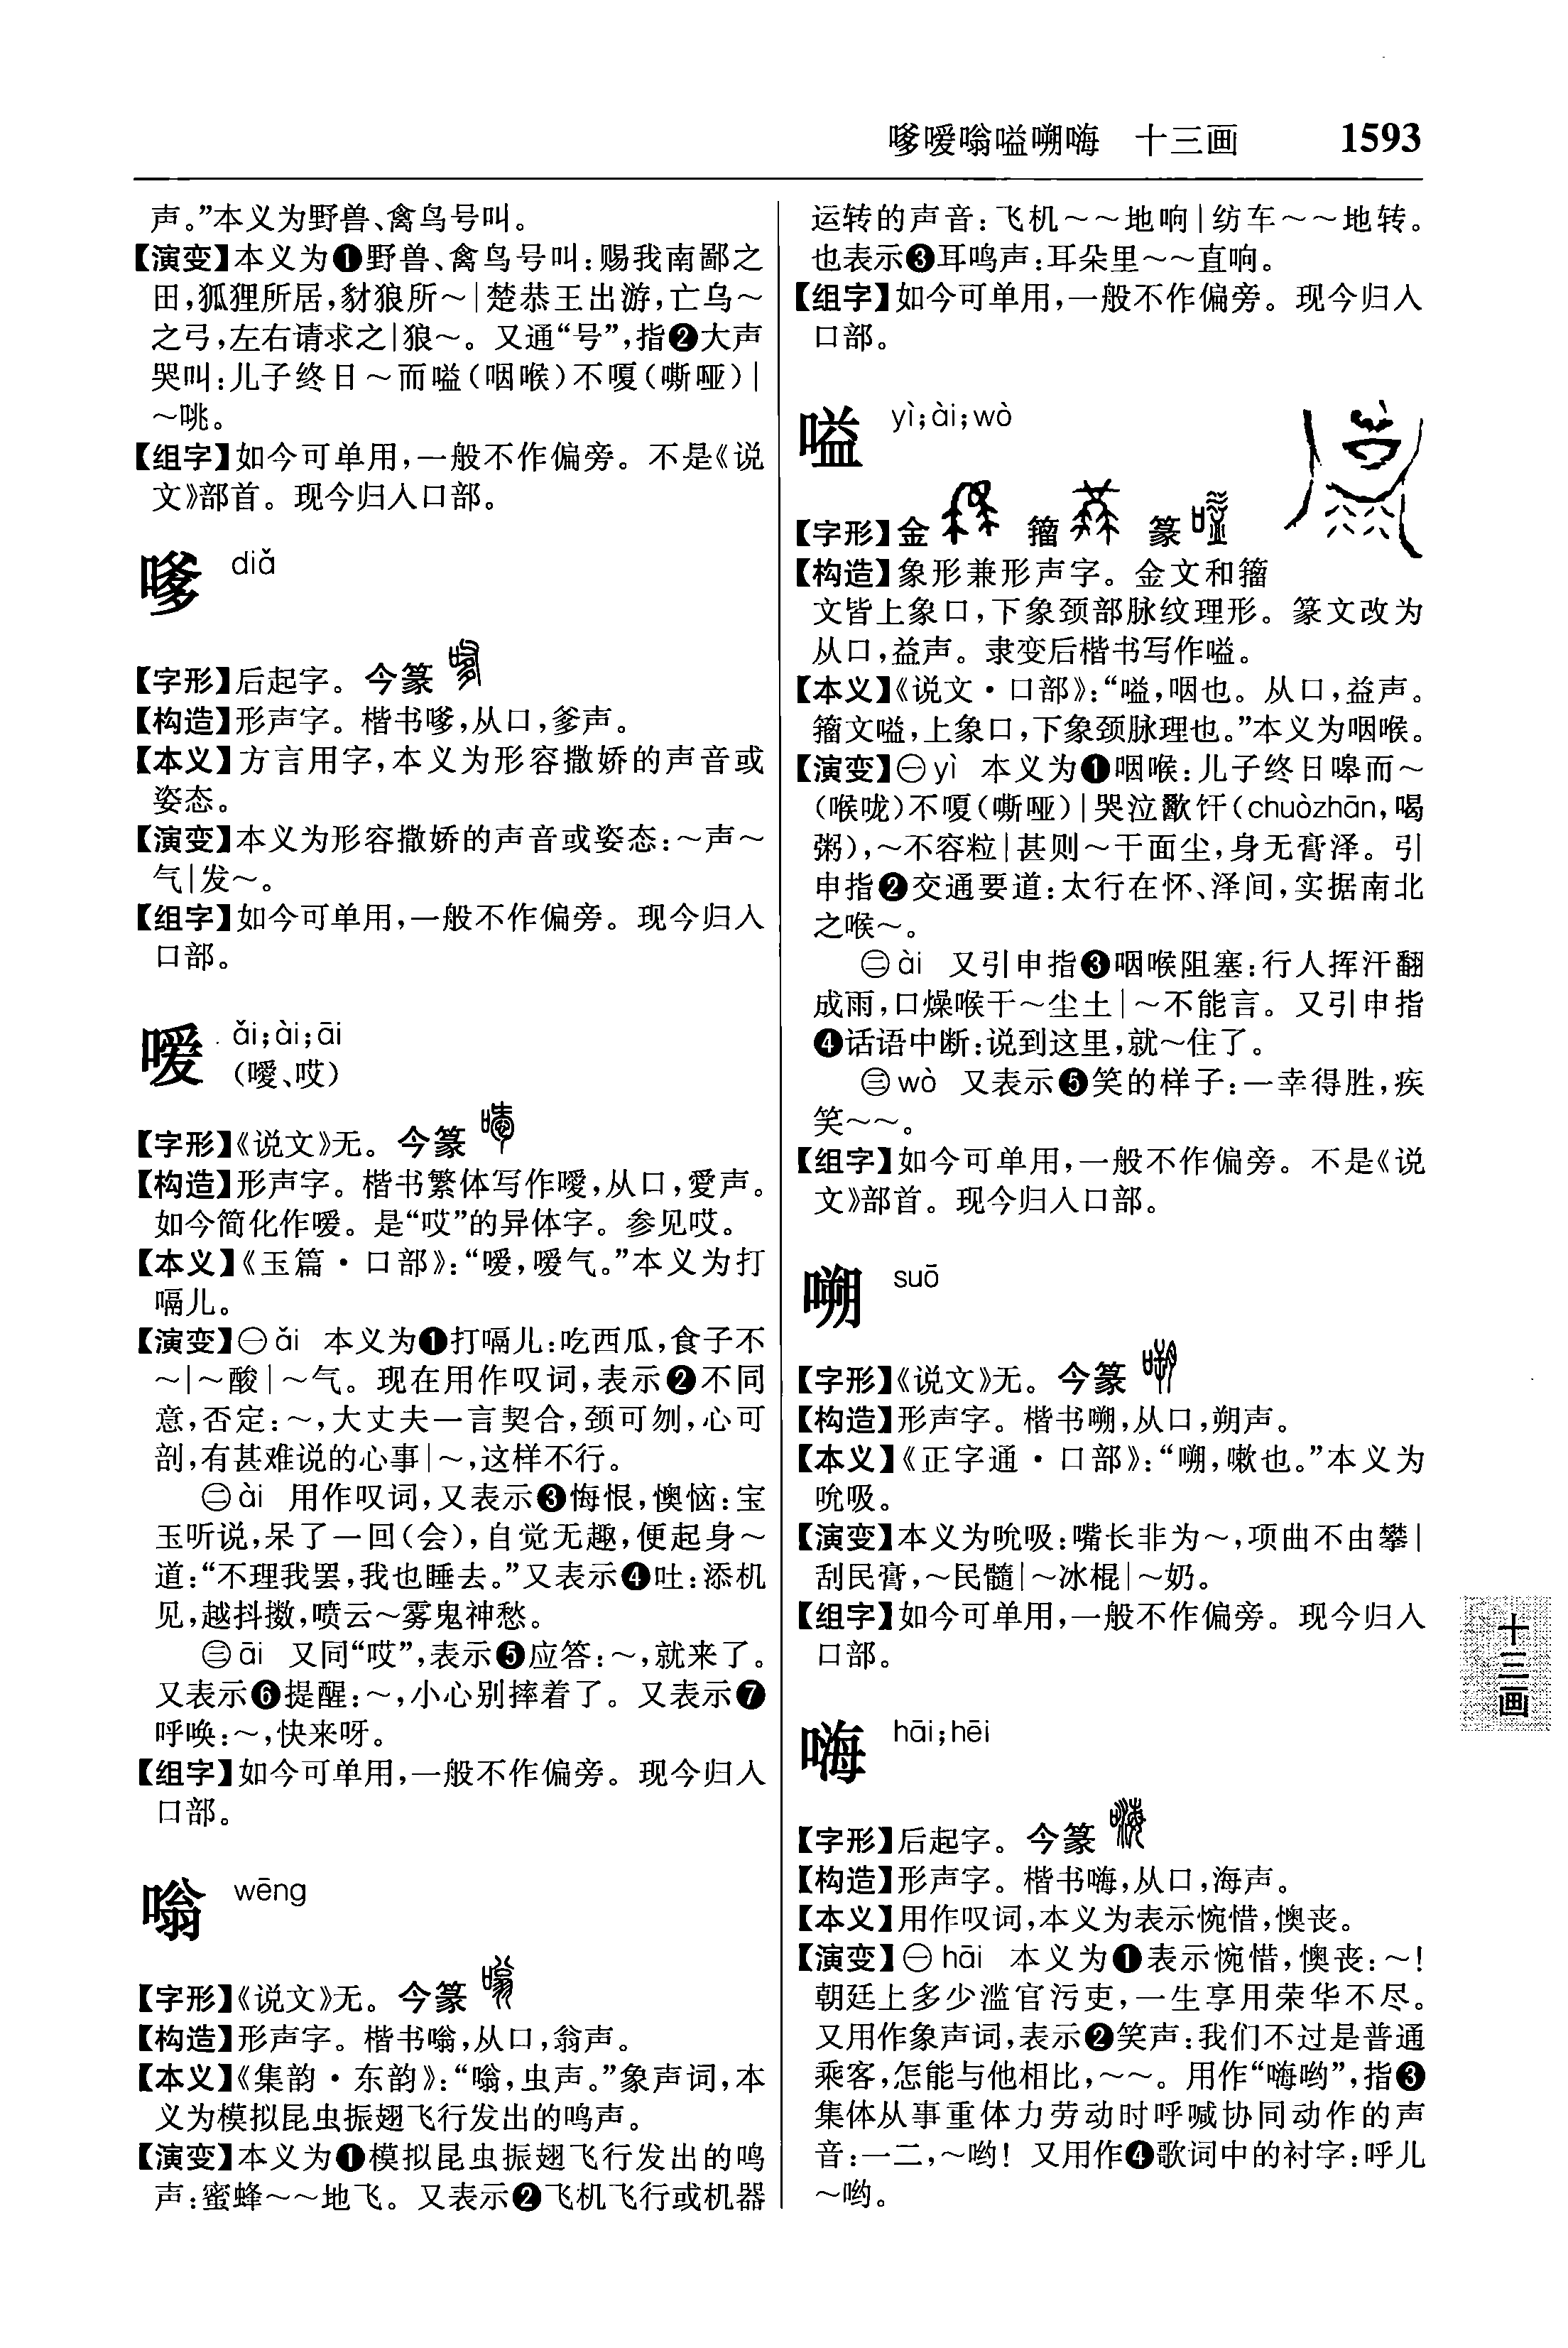 嗲嗳嗡嗌嗍嗨　十三画　1593
声。”本义为野兽、禽鸟号叫。
【演变】本义为❶野兽、禽鸟号叫：赐我南鄙之
田，狐狸所居，豺狼所～|楚恭王出游，亡乌～
之弓，左右请求之|狼～。又通“号”，指❷大声
哭叫：儿子终日～而嗌（咽喉）不嗄（嘶哑）|
～咷。
【组字】如今可单用，一般不作偏旁。不是《说
文》部首。现今归入口部。
嗲 diǎ
【字形】后起字。今篆
【构造】形声字。楷书嗲，从口，爹声。
【本义】方言用字，本义为形容撒娇的声音或
姿态。
【演变】本义为形容撒娇的声音或姿态：～声～
气|发～。
【组字】如今可单用，一般不作偏旁。现今归入
口部。
嗳 ǎi；ài；āi
（噯、哎）
【字形】《说文》无。今篆
【构造】形声字。楷书繁体写作噯，从口，愛声。
如今简化作嗳。是“哎”的异体字。参见哎。
【本义】《玉篇·口部》：“嗳，嗳气。”本义为打
嗝儿。
【演变】㊀ǎi 本义为❶打嗝儿：吃西瓜，食子不
～|～酸|～气。现在用作叹词，表示❷不同
意，否定：～，大丈夫一言契合，颈可刎，心可
剖，有甚难说的心事|～，这样不行。
㊁ài 用作叹词，又表示❸悔恨，懊恼：宝
玉听说，呆了一回（会），自觉无趣，便起身～
道：“不理我罢，我也睡去。”又表示❹吐：添机
见，越抖擞，喷云～雾鬼神愁。
㊂āi 又同“哎”，表示❺应答：～，就来了。
又表示❻提醒：～，小心别摔着了。又表示❼
呼唤：～，快来呀。
【组字】如今可单用，一般不作偏旁。现今归入
口部。
嗡 wēng
【字形】《说文》无。今篆
【构造】形声字。楷书嗡，从口，翁声。
【本义】《集韵·东韵》：“嗡，虫声。”象声词，本
义为模拟昆虫振翅飞行发出的鸣声。
【演变】本义为❶模拟昆虫振翅飞行发出的鸣
声：蜜蜂～～地飞。又表示❷飞机飞行或机器
运转的声音：飞机～～地响|纺车～～地转。
也表示❸耳鸣声：耳朵里～～直响。
【组字】如今可单用，一般不作偏旁。现今归入
口部。
嗌 yì；ài；wò
【字形】金 籀 篆
【构造】象形兼形声字。金文和籀
文皆上象口，下象颈部脉纹理形。篆文改为
从口，益声。隶变后楷书写作嗌。
【本义】《说文·口部》：“嗌，咽也。从口，益声。
籀文嗌，上象口，下象颈脉理也。”本义为咽喉。
【演变】㊀yì 本义为❶咽喉：儿子终日嗥而～
（喉咙）不嗄（嘶哑）|哭泣歠飦（chuòzhān，喝
粥），～不容粒|甚则～干面尘，身无膏泽。引
申指❷交通要道：太行在怀、泽间，实据南北
之喉～。
㊁ài 又引申指❸咽喉阻塞：行人挥汗翻
成雨，口燥喉干～尘土|～不能言。又引申指
❹话语中断：说到这里，就～住了。
㊂wò 又表示❺笑的样子：一幸得胜，疾
笑～～。
【组字】如今可单用，一般不作偏旁。不是《说
文》部首。现今归入口部。
嗍 suō
【字形】《说文》无。今篆
【构造】形声字。楷书嗍，从口，朔声。
【本义】《正字通·口部》：“嗍，嗽也。”本义为
吮吸。
【演变】本义为吮吸：嘴长非为～，项曲不由攀|
刮民膏，～民髓|～冰棍|～奶。
【组字】如今可单用，一般不作偏旁。现今归入
口部。
嗨 hāi；hēi
【字形】后起字。今篆
【构造】形声字。楷书嗨，从口，海声。
【本义】用作叹词，本义为表示惋惜，懊丧。
【演变】㊀hāi 本义为❶表示惋惜，懊丧：～！
朝廷上多少滥官污吏，一生享用荣华不尽。
又用作象声词，表示❷笑声：我们不过是普通
乘客，怎能与他相比，～～。用作“嗨哟”，指❸
集体从事重体力劳动时呼喊协同动作的声
音：一二，～哟！又用作❹歌词中的衬字：呼儿
～哟。
十三画